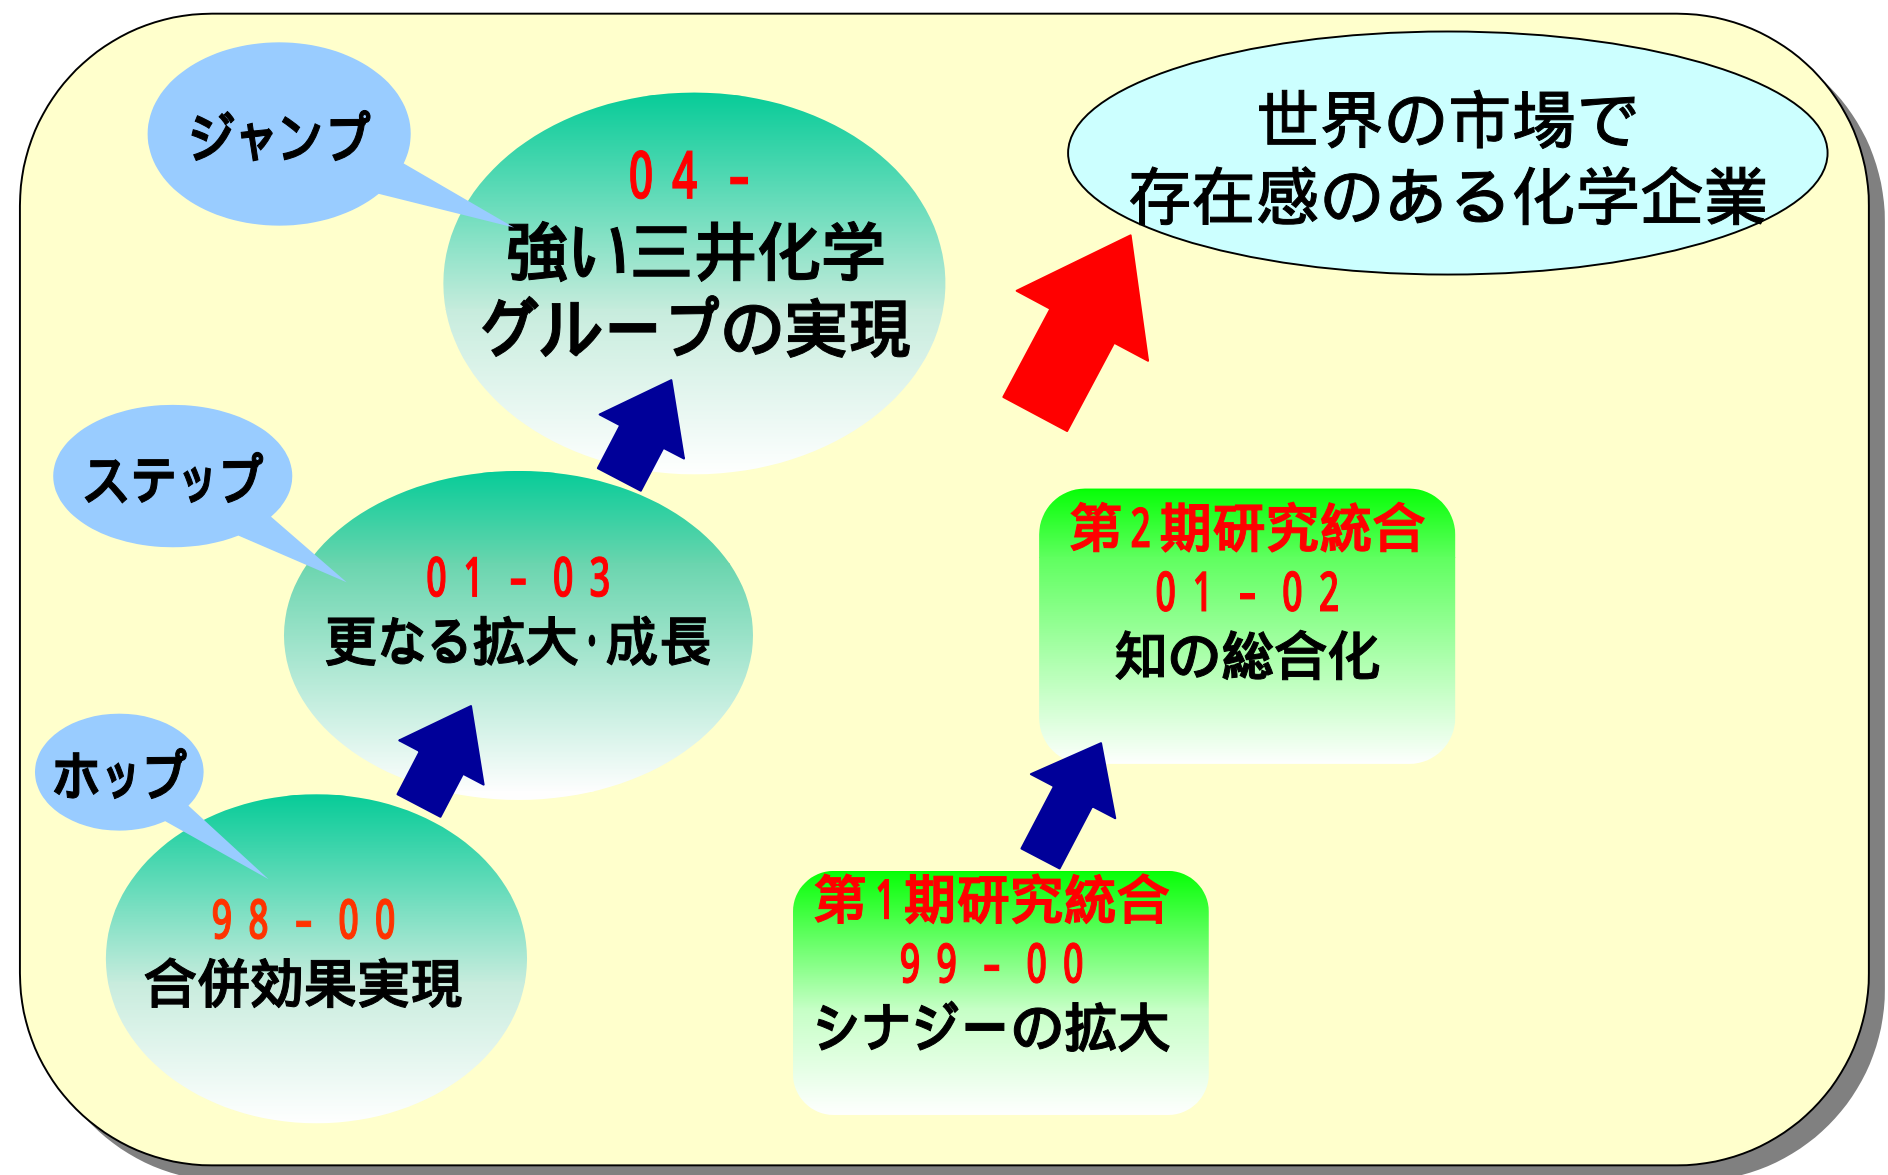 ジャンプ
04-
強い三井化学
グループの実現
世界の市場で
存在感のある化学企業
ステップ
01-03
更なる拡大・成長
第2期研究統合
01-02
知の総合化
ホップ
98-00
合併効果実現
第1期研究統合
99-00
シナジーの拡大